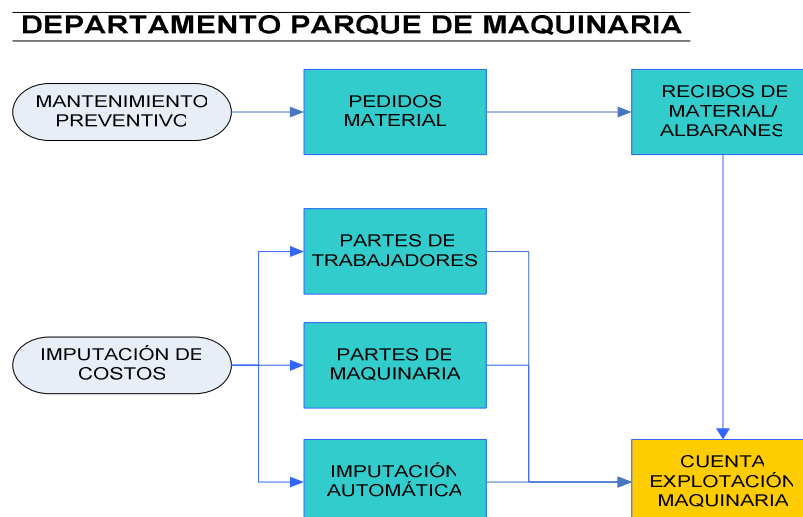 DEPARTAMENTO PARQUE DE MAQUINARIA
MANTENIMIENTO
PREVENTIVO
PEDIDOS
MATERIAL
RECIBOS DE
MATERIAL/
ALBARANES
PARTES DE
TRABAJADORES
IMPUTACIÓN DE
COSTOS
PARTES DE
MAQUINARIA
IMPUTACIÓN
AUTOMÁTICA
CUENTA
EXPLOTACIÓN
MAQUINARIA